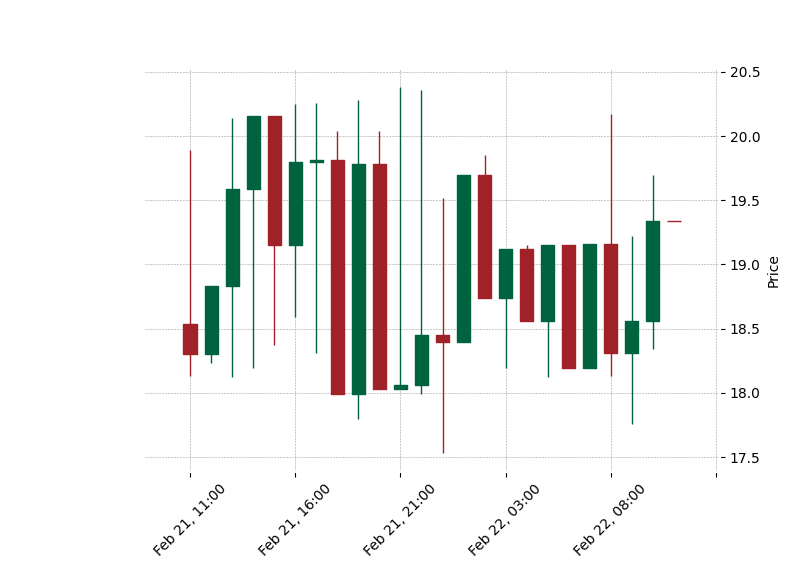 20.5
20.0
19.5
19.0
18.5
18.0
17.5
Price
Feb 21, 11:00
Feb 21, 16:00
Feb 21, 21:00
Feb 22, 03:00
Feb 22, 08:00